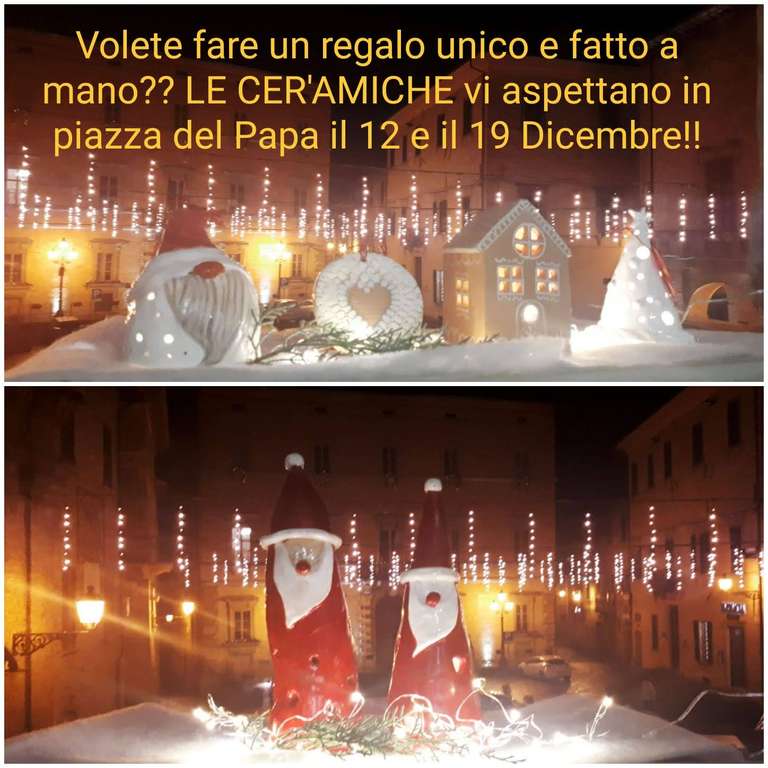 Volete fare un regalo unico e fatto a
mano?? LE CER'AMICHE vi aspettano in
piazza del Papa il 12 e il 19 Dicembre!!